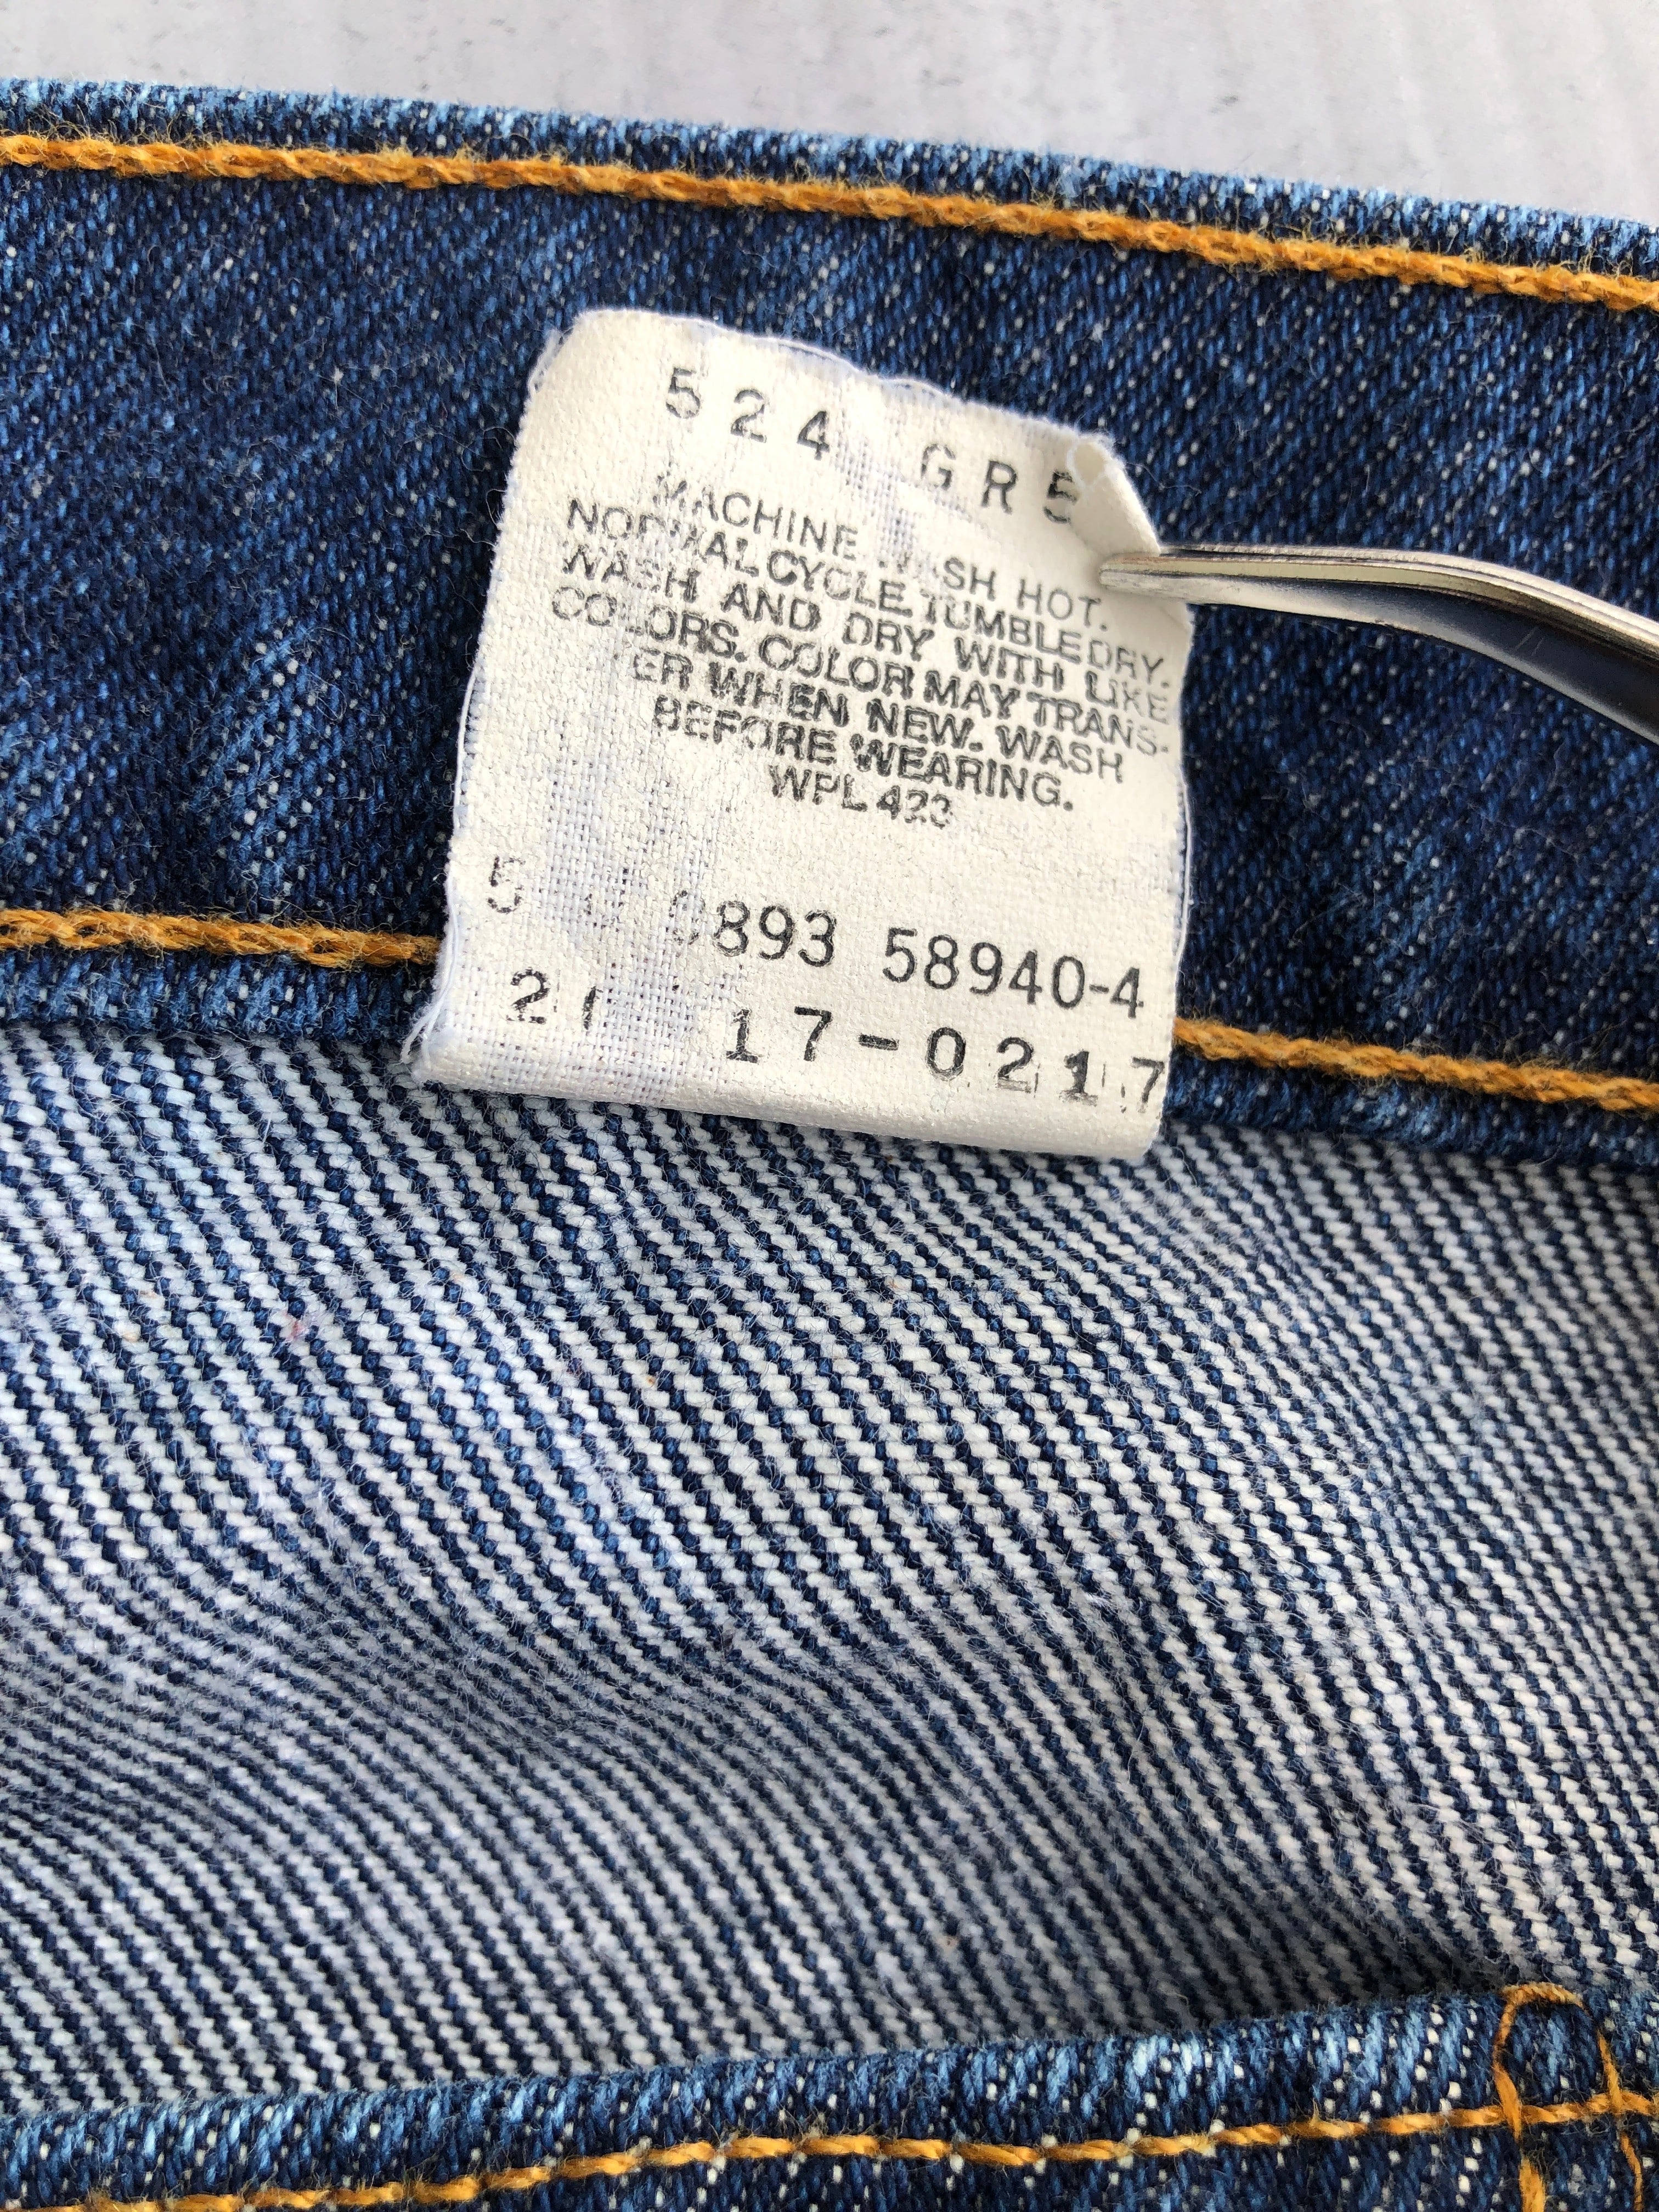 524 GR5
MACHINE WASH HOT.
NORMAL CYCLE TUMBLE DRY.
WASH AND DRY WITH LIKE
COLORS. COLOR MAY TRANS-
ER WHEN NEW. WASH
BEFORE WEARING.
WPL 423
0893 58940-4
17-0217